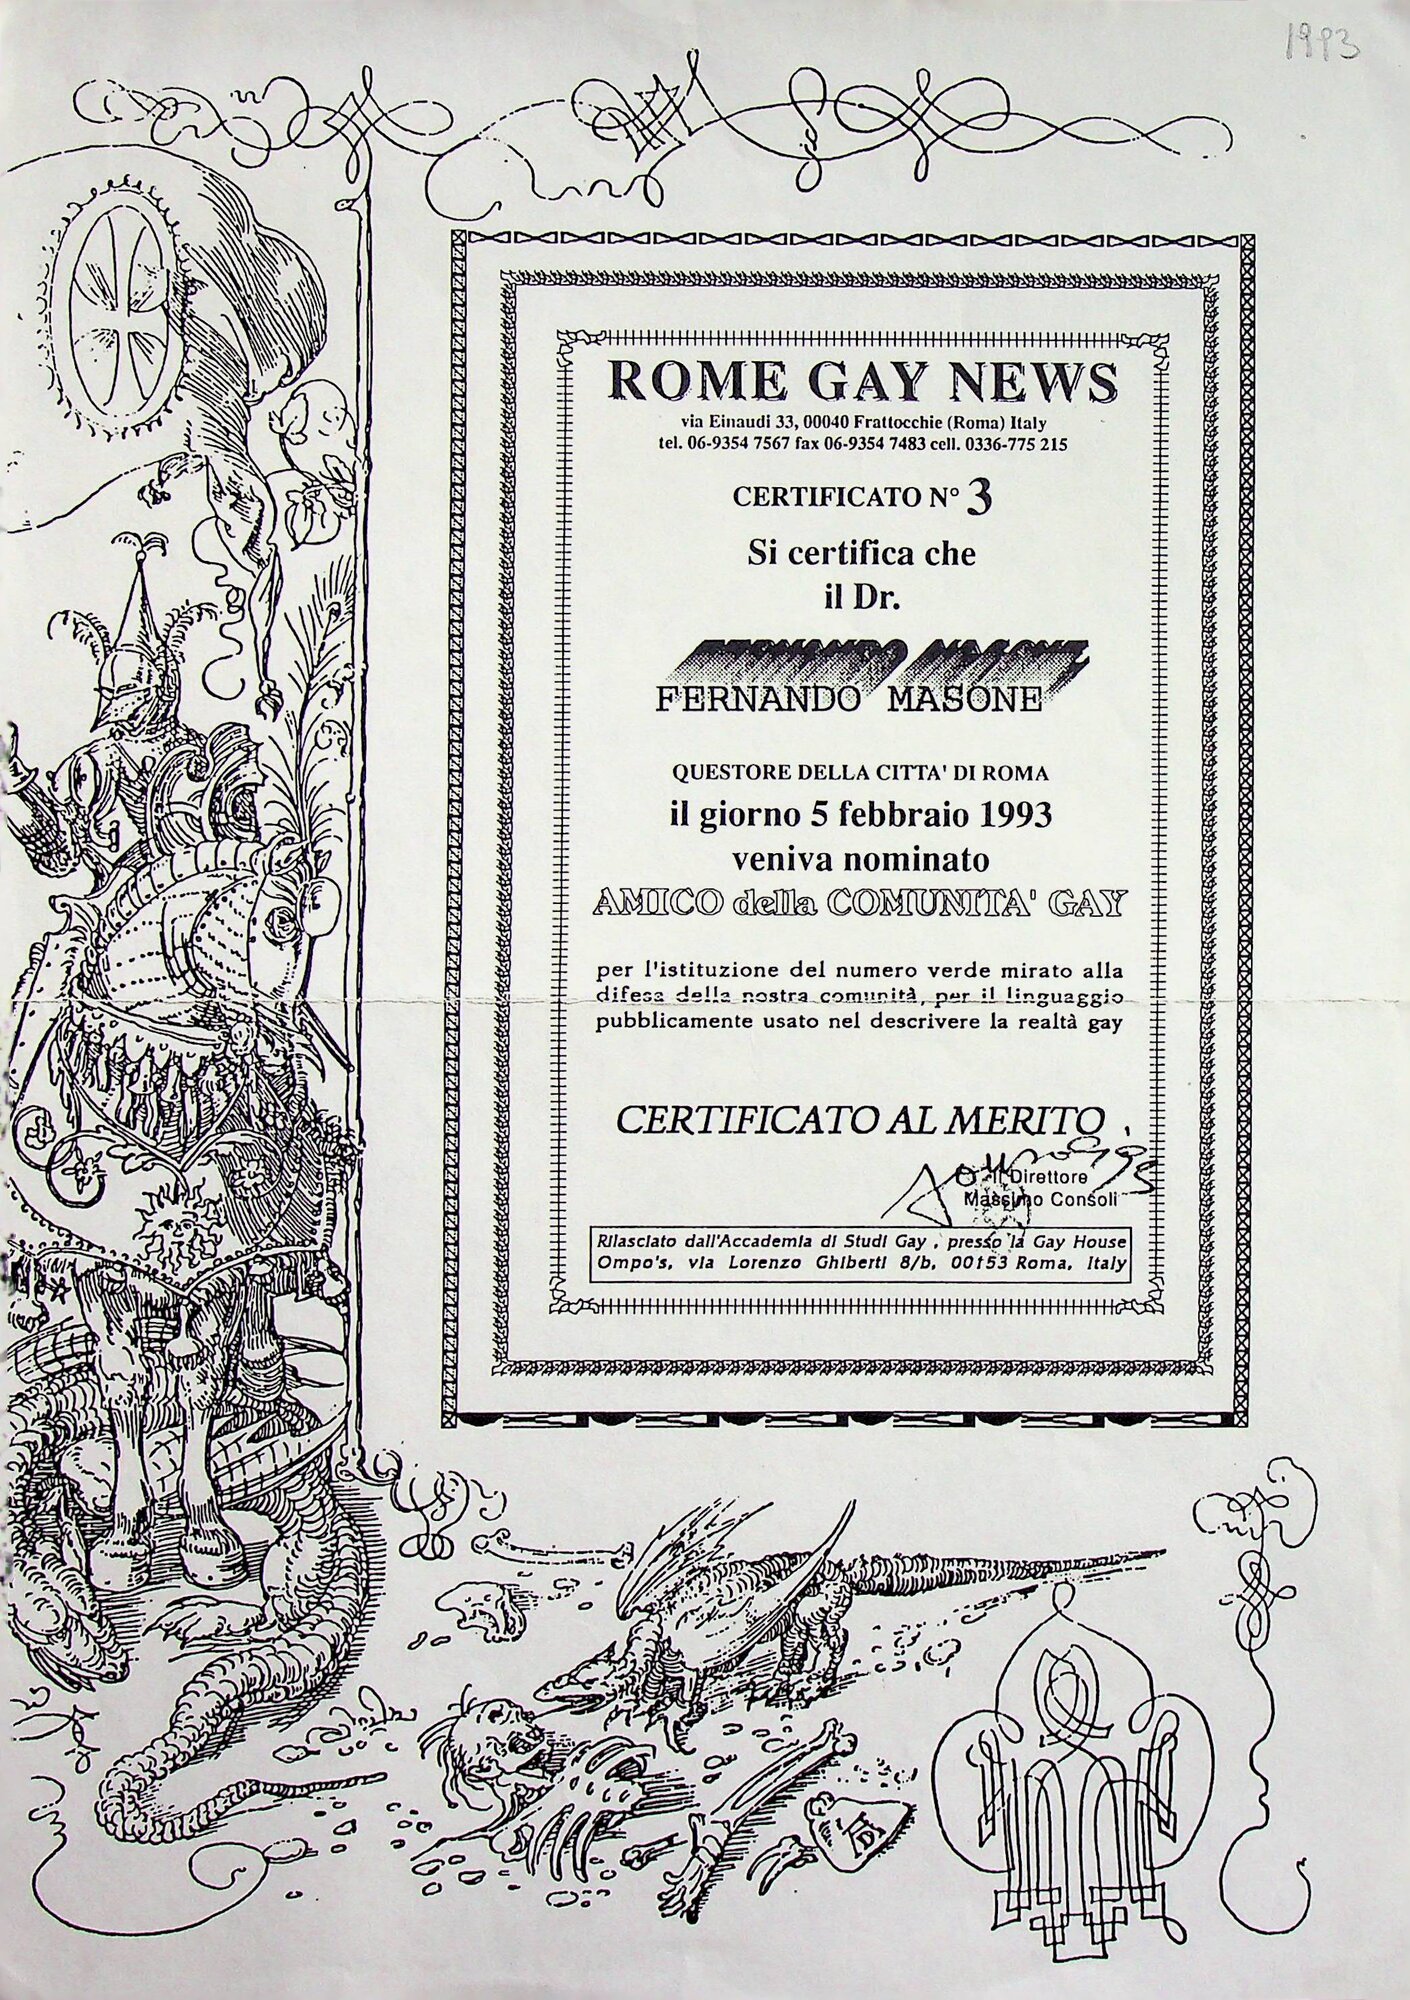 1993
ROME GAY NEWS
via Einaudi 33, 00040 Frattocchie (Roma) Italy
tel. 06-9354 7567 fax 06-9354 7483 cell. 0336-775 215
CERTIFICATO N° 3
Si certifica che
il Dr.
FERNANDO MASONE
QUESTORE DELLA CITTA' DI ROMA
il giorno 5 febbraio 1993
veniva nominato
AMICO della COMUNITA' GAY
per l'istituzione del numero verde mirato alla
difesa della nostra comunità, per il linguaggio
pubblicamente usato nel descrivere la realtà gay
CERTIFICATO AL MERITO
Il Direttore
Massimo Consoli
Rilasciato dall'Accademia di Studi Gay, presso la Gay House
Ompo's, via Lorenzo Ghiberti 8/b, 00153 Roma, Italy
AD